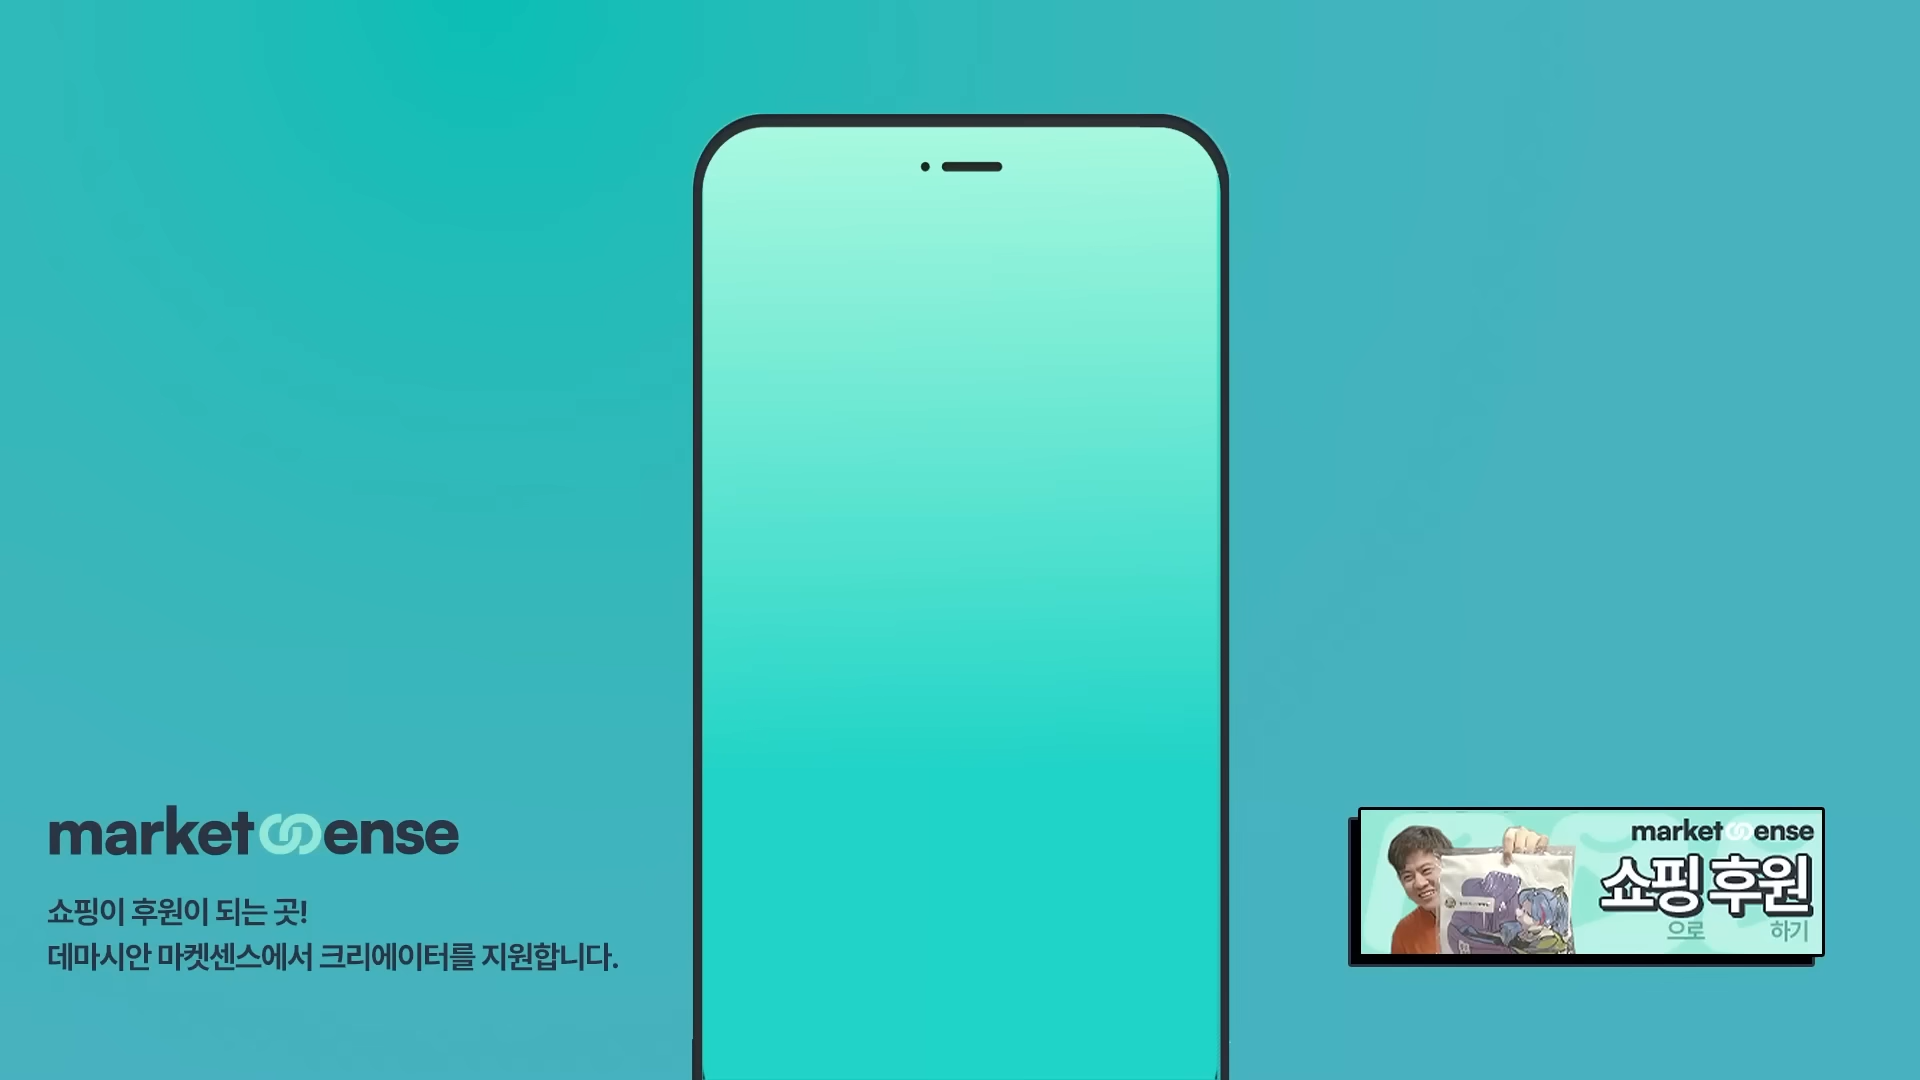 market sense
쇼핑이 후원이 되는 곳!
데마시안 마켓센스에서 크리에이터를 지원합니다.
market sense
쇼핑 후원
으로 하기